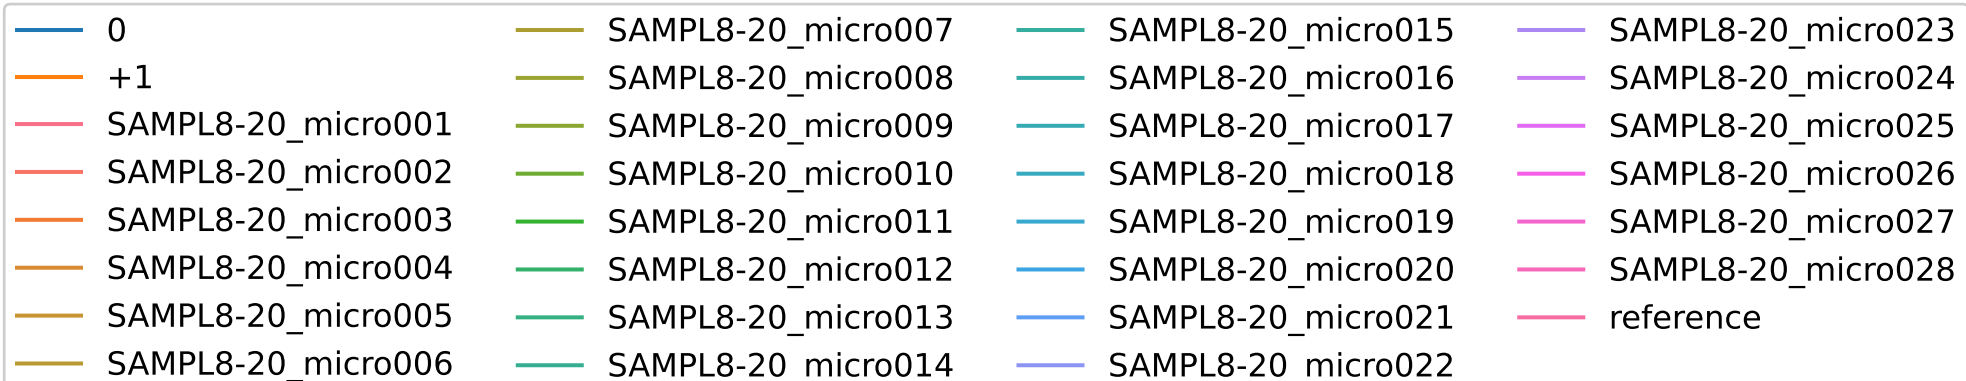 0
+1
SAMPL8-20_micro001
SAMPL8-20_micro002
SAMPL8-20_micro003
SAMPL8-20_micro004
SAMPL8-20_micro005
SAMPL8-20_micro006
SAMPL8-20_micro007
SAMPL8-20_micro008
SAMPL8-20_micro009
SAMPL8-20_micro010
SAMPL8-20_micro011
SAMPL8-20_micro012
SAMPL8-20_micro013
SAMPL8-20_micro014
SAMPL8-20_micro015
SAMPL8-20_micro016
SAMPL8-20_micro017
SAMPL8-20_micro018
SAMPL8-20_micro019
SAMPL8-20_micro020
SAMPL8-20_micro021
SAMPL8-20_micro022
SAMPL8-20_micro023
SAMPL8-20_micro024
SAMPL8-20_micro025
SAMPL8-20_micro026
SAMPL8-20_micro027
SAMPL8-20_micro028
reference